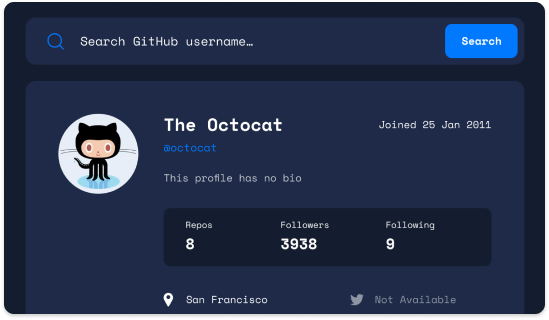 Search GitHub username…
Search
The Octocat
Joined 25 Jan 2011
@octocat
This profile has no bio
Repos Followers Following
8 3938 9
San Francisco Not Available